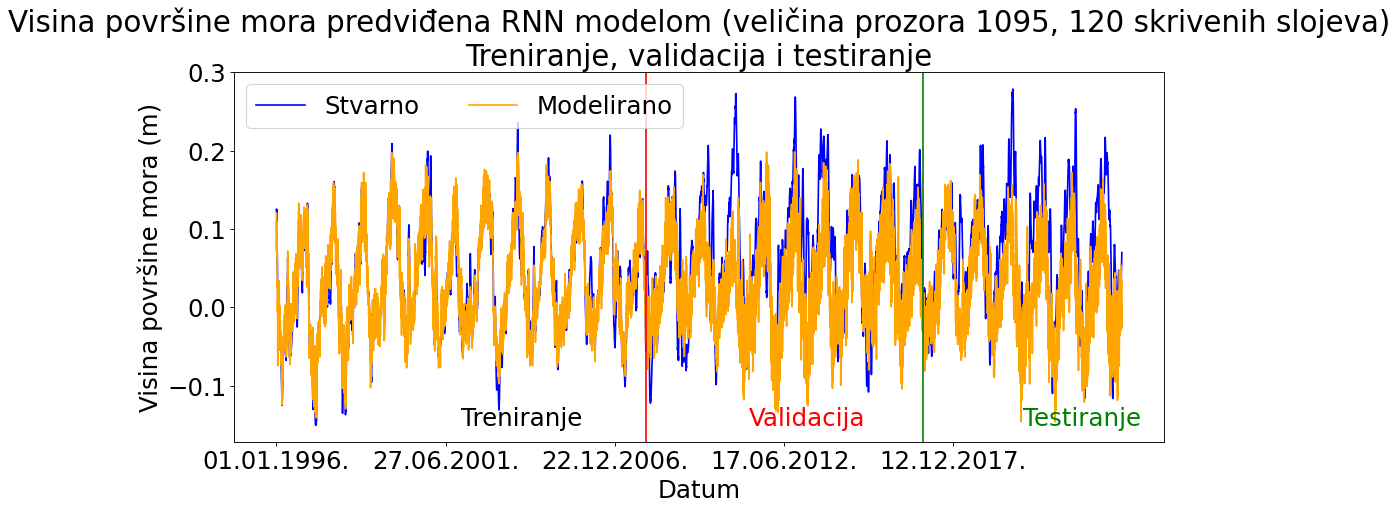 Visina površine mora predviđena RNN modelom (veličina prozora 1095, 120 skrivenih slojeva)
Treniranje, validacija i testiranje
Stvarno
Modelirano
Visina površine mora (m)
0.3
0.2
0.1
0.0
−0.1
Treniranje
Validacija
Testiranje
01.01.1996.
27.06.2001.
22.12.2006.
17.06.2012.
12.12.2017.
Datum